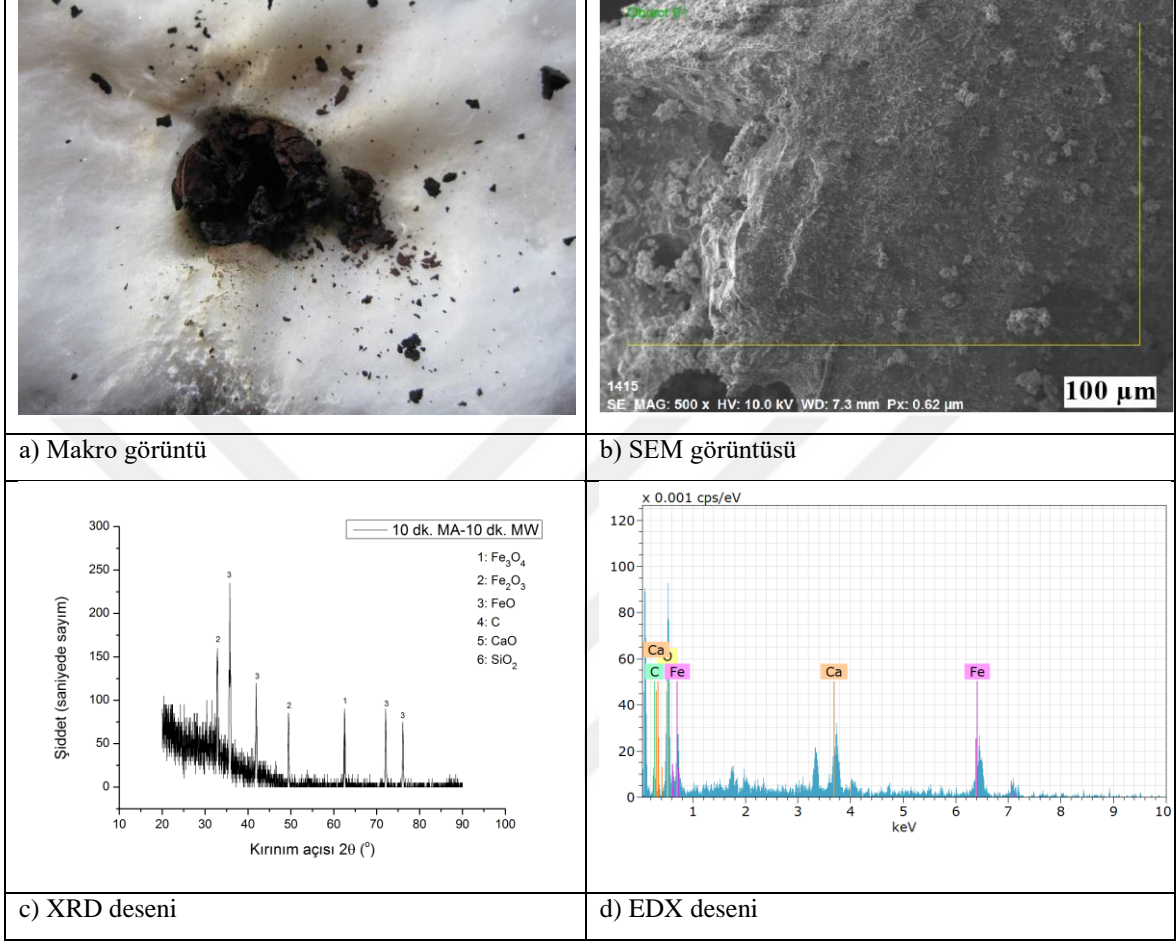 Object 9
1415
SE MAG: 500 x HV: 10.0 kV WD: 7.3 mm Px: 0.62 µm
100 µm
a) Makro görüntü
b) SEM görüntüsü
300
250
200
150
100
50
0
10
20
30
40
50
60
70
80
90
100
Şiddet (saniyede sayım)
Kırınım açısı 2θ (°)
10 dk. MA-10 dk. MW
1: Fe₃O₄
2: Fe₂O₃
3: FeO
4: C
5: CaO
6: SiO₂
2
3
3
2
1
3
3
x 0.001 cps/eV
120
100
80
60
40
20
0
1
2
3
4
5
6
7
8
9
10
keV
Ca
O
C
Fe
Ca
Fe
c) XRD deseni
d) EDX deseni